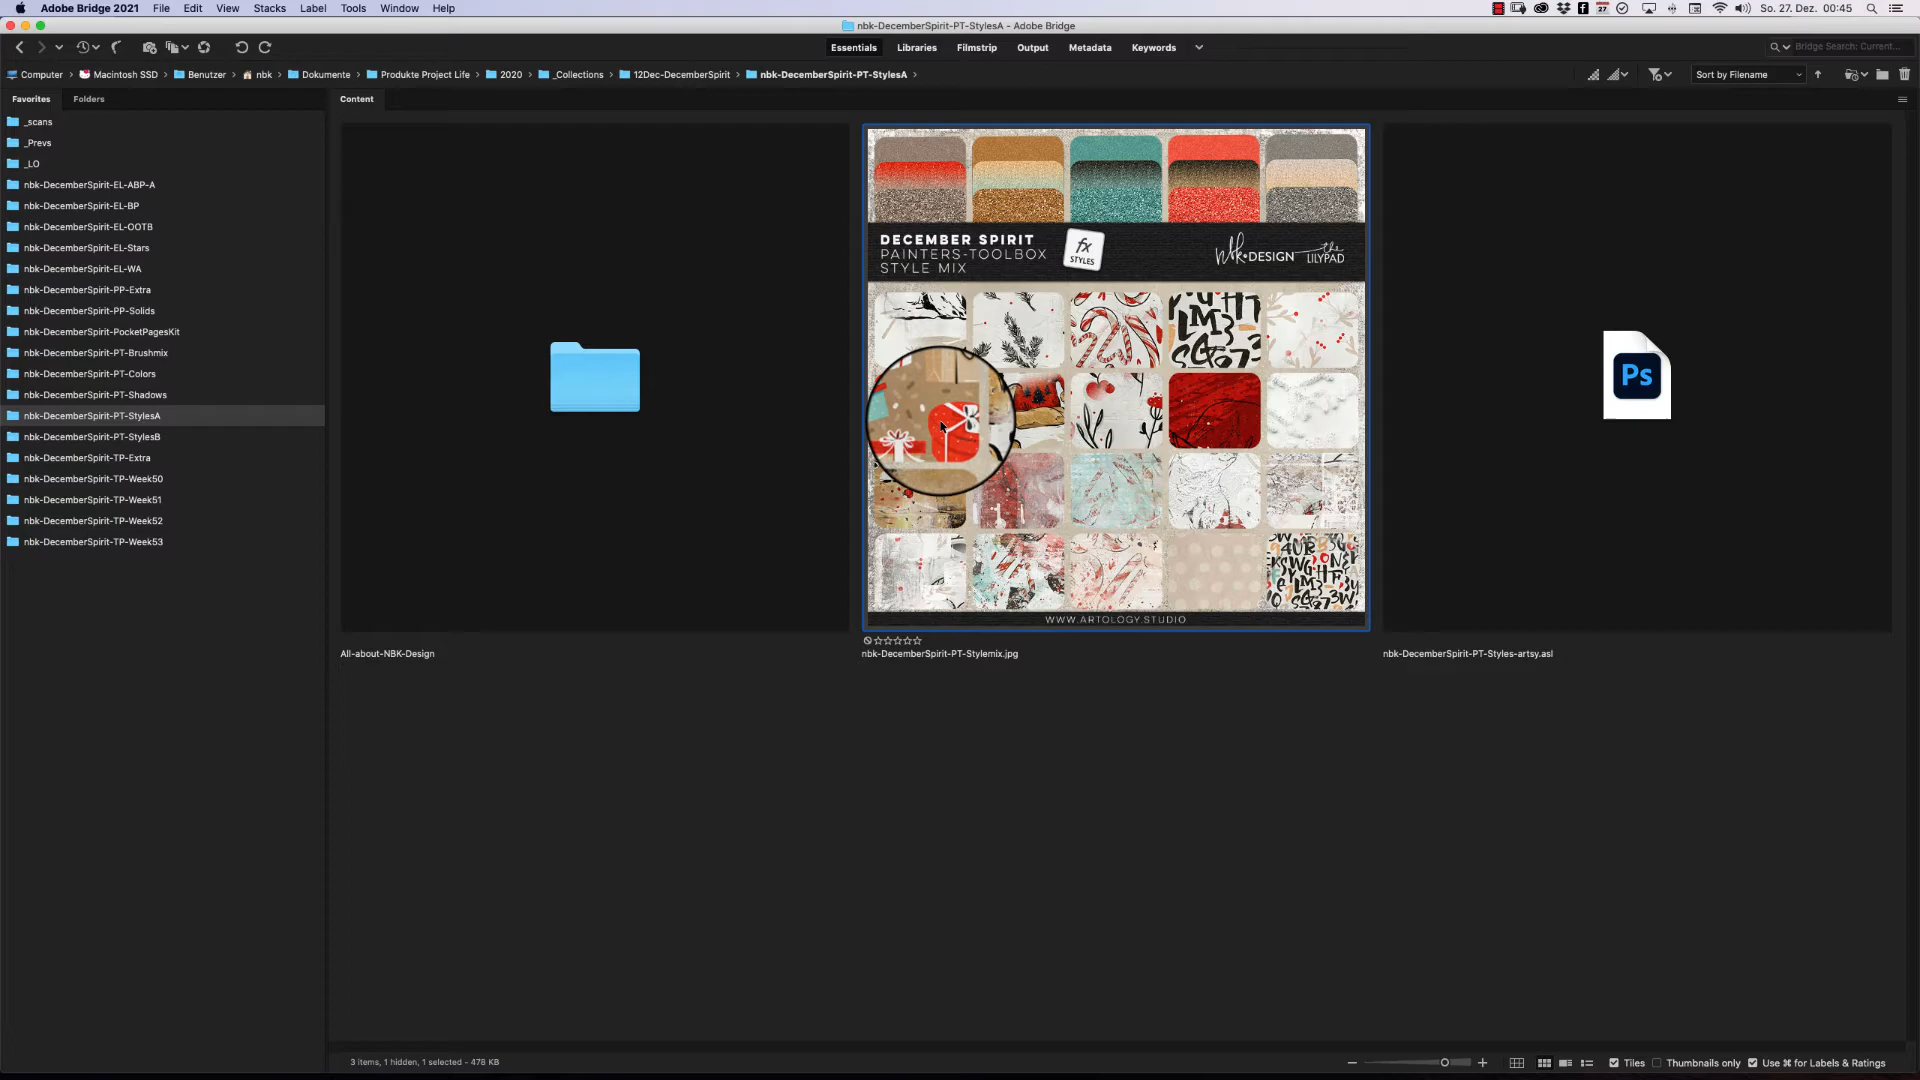 Adobe Bridge 2021 File Edit View Stacks Label Tools Window Help
27 So. 27. Dez. 00:45
nbk-DecemberSpirit-PT-StylesA - Adobe Bridge
Essentials Libraries Filmstrip Output Metadata Keywords
Bridge Search: Current...
Computer Macintosh SSD Benutzer nbk Dokumente Produkte Project Life 2020 _Collections 12Dec-DecemberSpirit nbk-DecemberSpirit-PT-StylesA
Sort by Filename
Favorites Folders
Content
_scans
_Prevs
_LO
nbk-DecemberSpirit-EL-ABP-A
nbk-DecemberSpirit-EL-BP
nbk-DecemberSpirit-EL-OOTB
nbk-DecemberSpirit-EL-Stars
nbk-DecemberSpirit-EL-WA
nbk-DecemberSpirit-PP-Extra
nbk-DecemberSpirit-PP-Solids
nbk-DecemberSpirit-PocketPagesKit
nbk-DecemberSpirit-PT-Brushmix
nbk-DecemberSpirit-PT-Colors
nbk-DecemberSpirit-PT-Shadows
nbk-DecemberSpirit-PT-StylesA
nbk-DecemberSpirit-PT-StylesB
nbk-DecemberSpirit-TP-Extra
nbk-DecemberSpirit-TP-Week50
nbk-DecemberSpirit-TP-Week51
nbk-DecemberSpirit-TP-Week52
nbk-DecemberSpirit-TP-Week53
DECEMBER SPIRIT
PAINTERS-TOOLBOX
STYLE MIX
fx
STYLES
nbk DESIGN the LILYPAD
WWW.ARTOLOGY.STUDIO
Ps
All-about-NBK-Design
nbk-DecemberSpirit-PT-Stylemix.jpg
nbk-DecemberSpirit-PT-Styles-artsy.asl
3 items, 1 hidden, 1 selected - 478 KB
Tiles Thumbnails only Use ⌘ for Labels & Ratings